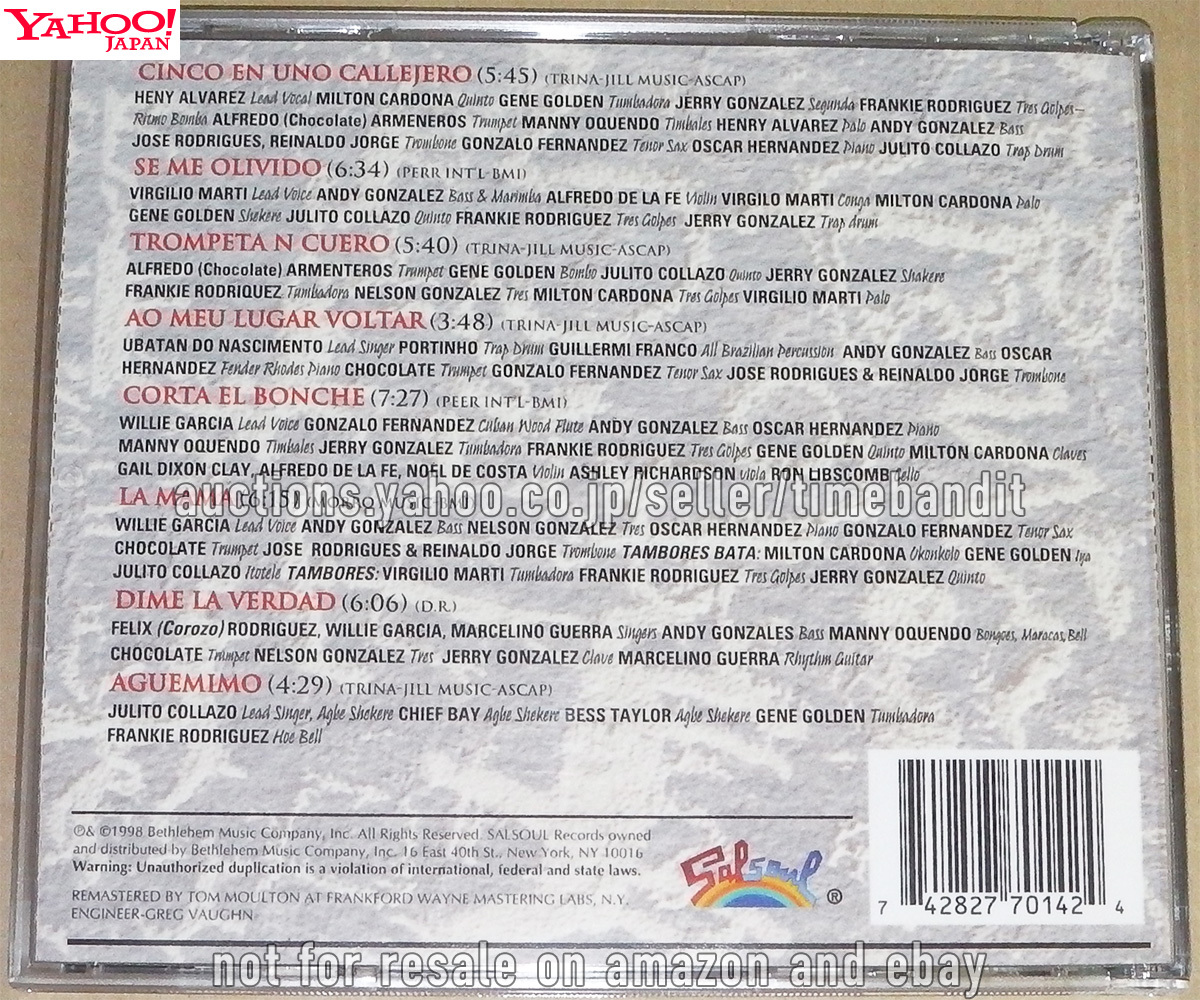 YAHOO!
JAPAN
CINCO EN UNO CALLEJERO (5:45) (TRINA-JILL MUSIC-ASCAP)
HENY ALVAREZ Lead Vocal MILTON CARDONA Quinto GENE GOLDEN Tumbadora JERRY GONZALEZ Segunda FRANKIE RODRIGUEZ Tres Golpes—
Ritmo Bomba ALFREDO (Chocolate) ARMENEROS Trumpet MANNY OQUENDO Timbales HENRY ALVAREZ Palo ANDY GONZALEZ Bass
JOSE RODRIGUES, REINALDO JORGE Trombone GONZALO FERNANDEZ Tenor Sax OSCAR HERNANDEZ Piano JULITO COLLAZO Trap Drum
SE ME OLIVIDO (6:34) (PERR INT'L-BMI)
VIRGILIO MARTI Lead Voice ANDY GONZALEZ Bass & Marimba ALFREDO DE LA FE Violin VIRGILO MARTI Conga MILTON CARDONA Palo
GENE GOLDEN Shekere JULITO COLLAZO Quinto FRANKIE RODRIGUEZ Tres Golpes JERRY GONZALEZ Trap drum
TROMPETA N CUERO (5:40) (TRINA-JILL MUSIC-ASCAP)
ALFREDO (Chocolate) ARMENTEROS Trumpet GENE GOLDEN Bombo JULITO COLLAZO Quinto JERRY GONZALEZ Shakere
FRANKIE RODRIQUEZ Tumbadora NELSON GONZALEZ Tres MILTON CARDONA Tres Golpes VIRGILIO MARTI Palo
AO MEU LUGAR VOLTAR (3:48) (TRINA-JILL MUSIC-ASCAP)
UBATAN DO NASCIMENTO Lead Singer PORTINHO Trap Drum GUILLERMI FRANCO All Brazilian Percussion ANDY GONZALEZ Bass OSCAR
HERNANDEZ Fender Rhodes Piano CHOCOLATE Trumpet GONZALO FERNANDEZ Tenor Sax JOSE RODRIGUES & REINALDO JORGE Trombone
CORTA EL BONCHE (7:27) (PEER INT'L-BMI)
WILLIE GARCIA Lead Voice GONZALO FERNANDEZ Cuban Wood Flute ANDY GONZALEZ Bass OSCAR HERNANDEZ Piano
MANNY OQUENDO Timbales JERRY GONZALEZ Tumbadora FRANKIE RODRIGUEZ Tres Golpes GENE GOLDEN Quinto MILTON CARDONA Claves
GAIL DIXON CLAY, ALFREDO DE LA FE, NOEL DE COSTA Violin ASHLEY RICHARDSON viola RON LIBSCOMB Cello
LA MAMA (6:15) MUSIC-BMI)
auctions.yahoo.co.jp/seller/timebandit
WILLIE GARCIA Lead Voice ANDY GONZALEZ Bass NELSON GONZALEZ Tres OSCAR HERNANDEZ Piano GONZALO FERNANDEZ Tenor Sax
CHOCOLATE Trumpet JOSE RODRIGUES & REINALDO JORGE Trombone TAMBORES BATA: MILTON CARDONA Okonkolo GENE GOLDEN Iya
JULITO COLLAZO Itotele TAMBORES: VIRGILIO MARTI Tumbadora FRANKIE RODRIGUEZ Tres Golpes JERRY GONZALEZ Quinto
DIME LA VERDAD (6:06) (D.R.)
FELIX (Corozo) RODRIGUEZ, WILLIE GARCIA, MARCELINO GUERRA Singers ANDY GONZALES Bass MANNY OQUENDO Bongoes, Maracas, Bell
CHOCOLATE Trumpet NELSON GONZALEZ Tres JERRY GONZALEZ Clave MARCELINO GUERRA Rhythm Guitar
AGUEMIMO (4:29) (TRINA-JILL MUSIC-ASCAP)
JULITO COLLAZO Lead Singer, Agbe Shekere CHIEF BAY Agbe Shekere BESS TAYLOR Agbe Shekere GENE GOLDEN Tumbadora
FRANKIE RODRIGUEZ Hoe Bell
℗& ©1998 Bethlehem Music Company, Inc. All Rights Reserved. SALSOUL Records owned
and distributed by Bethlehem Music Company, Inc. 16 East 40th St., New York, NY 10016
Warning: Unauthorized duplication is a violation of international, federal and state laws.
REMASTERED BY TOM MOULTON AT FRANKFORD WAYNE MASTERING LABS, N.Y.
ENGINEER-GREG VAUGHN
Salsoul ®
7 42827 70142 4
not for resale on amazon and ebay